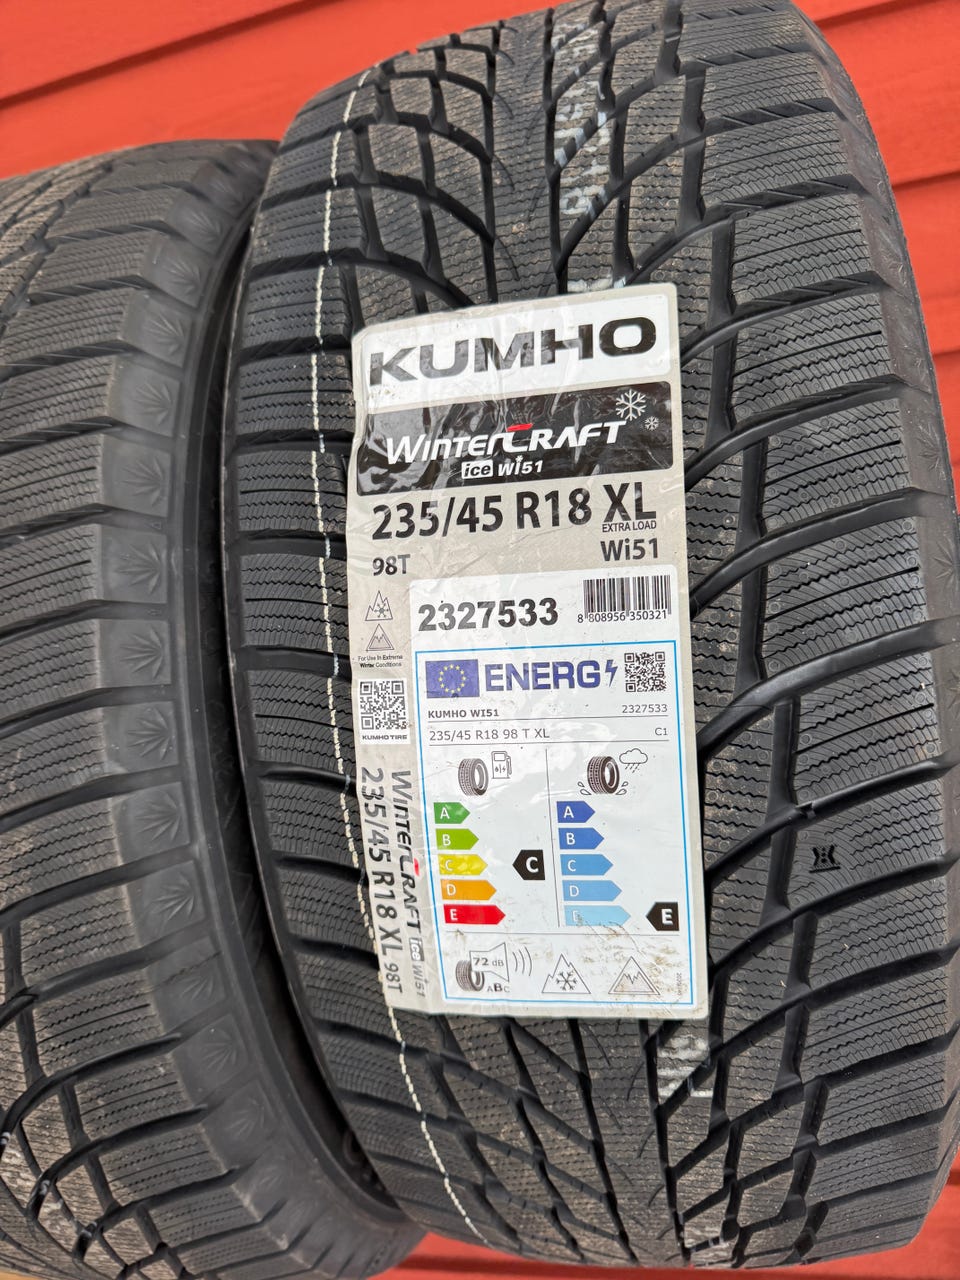 KUMHO
WINTERCRAFT
ice Wi51
235/45 R18 XL
EXTRA LOAD
98T
Wi51
For Use In Extreme
Winter Conditions
KUMHO TIRE
2327533
8 808956 350321
ENERG
KUMHO WI51
2327533
235/45 R18 98 T XL
C1
A
B
C
D
E
C
A
B
C
D
E
E
72 dB
ABC
WINTERCRAFT ice Wi51
235/45 R18 XL 98T